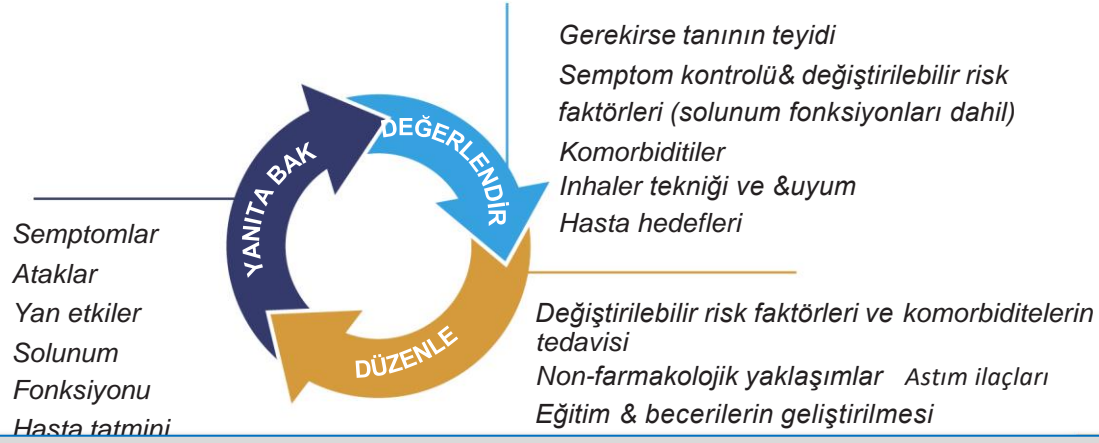 Gerekirse tanının teyidi
Semptom kontrolü& değiştirilebilir risk
faktörleri (solunum fonksiyonları dahil)
Komorbiditiler
Inhaler tekniği ve &uyum
Hasta hedefleri
DEĞERLENDİR
YANITA BAK
DÜZENLE
Semptomlar
Ataklar
Yan etkiler
Solunum
Fonksiyonu
Hasta tatmini
Değiştirilebilir risk faktörleri ve komorbiditelerin
tedavisi
Non-farmakolojik yaklaşımlar Astım ilaçları
Eğitim & becerilerin geliştirilmesi